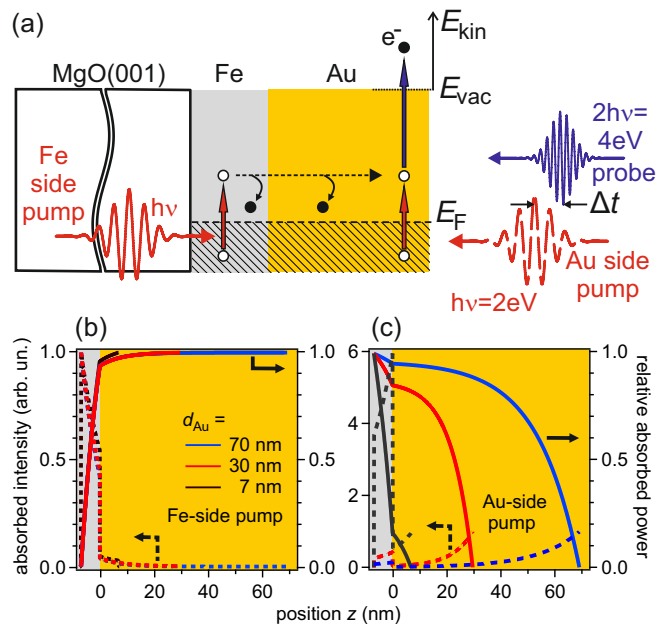 (a)
MgO(001)
Fe
Au
e⁻
E_kin
E_vac
Fe
side
pump
hν
E_F
2hν=
4eV
probe
Δt
hν=2eV
Au side
pump
(b)
(c)
absorbed intensity (arb. un.)
1.0
0.5
0.0
1.0
0.5
0.0
d_Au =
70 nm
30 nm
7 nm
Fe-side pump
0
20
40
60
6
4
2
0
1.0
0.5
0.0
Au-side
pump
0
20
40
60
relative absorbed power
position z (nm)